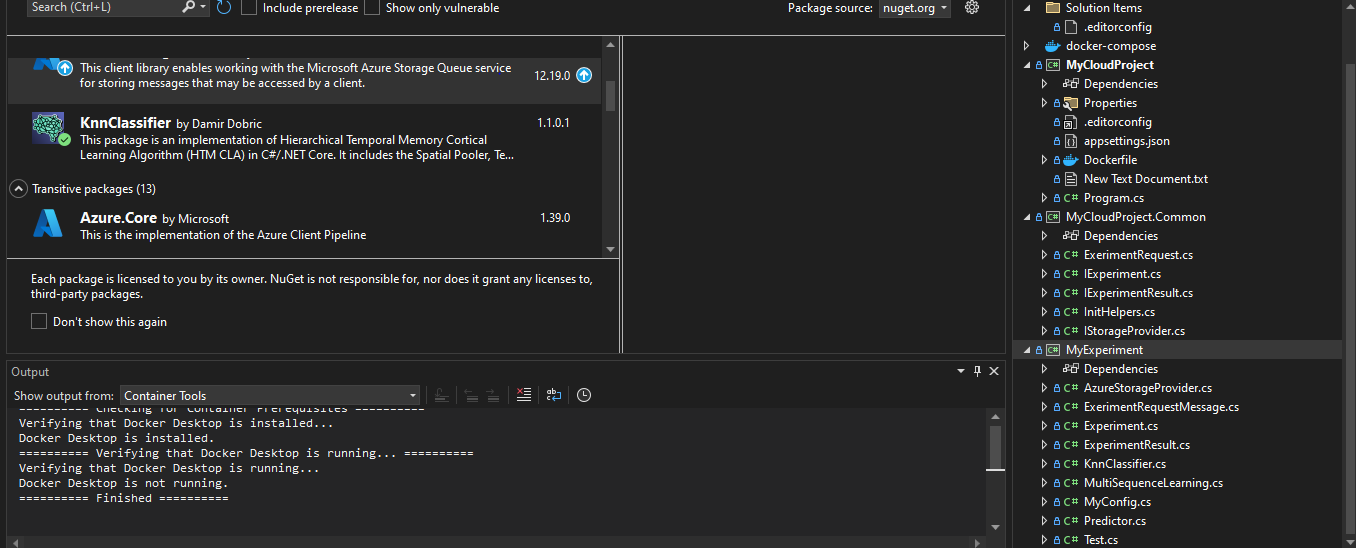 Search (Ctrl+L)
Include prerelease
Show only vulnerable
Package source:
nuget.org
This client library enables working with the Microsoft Azure Storage Queue service
for storing messages that may be accessed by a client.
12.19.0
KnnClassifier by Damir Dobric
1.1.0.1
This package is an implementation of Hierarchical Temporal Memory Cortical
Learning Algorithm (HTM CLA) in C#/.NET Core. It includes the Spatial Pooler, Te...
Transitive packages (13)
Azure.Core by Microsoft
1.39.0
This is the implementation of the Azure Client Pipeline
Each package is licensed to you by its owner. NuGet is not responsible for, nor does it grant any licenses to,
third-party packages.
Don't show this again
Output
Show output from:
Container Tools
========== Checking for Container Prerequisites ==========
Verifying that Docker Desktop is installed...
Docker Desktop is installed.
========== Verifying that Docker Desktop is running... ==========
Verifying that Docker Desktop is running...
Docker Desktop is not running.
========== Finished ==========
Solution Items
.editorconfig
docker-compose
MyCloudProject
Dependencies
Properties
.editorconfig
appsettings.json
Dockerfile
New Text Document.txt
C# Program.cs
MyCloudProject.Common
Dependencies
C# ExerimentRequest.cs
C# IExperiment.cs
C# IExperimentResult.cs
C# InitHelpers.cs
C# IStorageProvider.cs
MyExperiment
Dependencies
C# AzureStorageProvider.cs
C# ExerimentRequestMessage.cs
C# Experiment.cs
C# ExperimentResult.cs
C# KnnClassifier.cs
C# MultiSequenceLearning.cs
C# MyConfig.cs
C# Predictor.cs
C# Test.cs